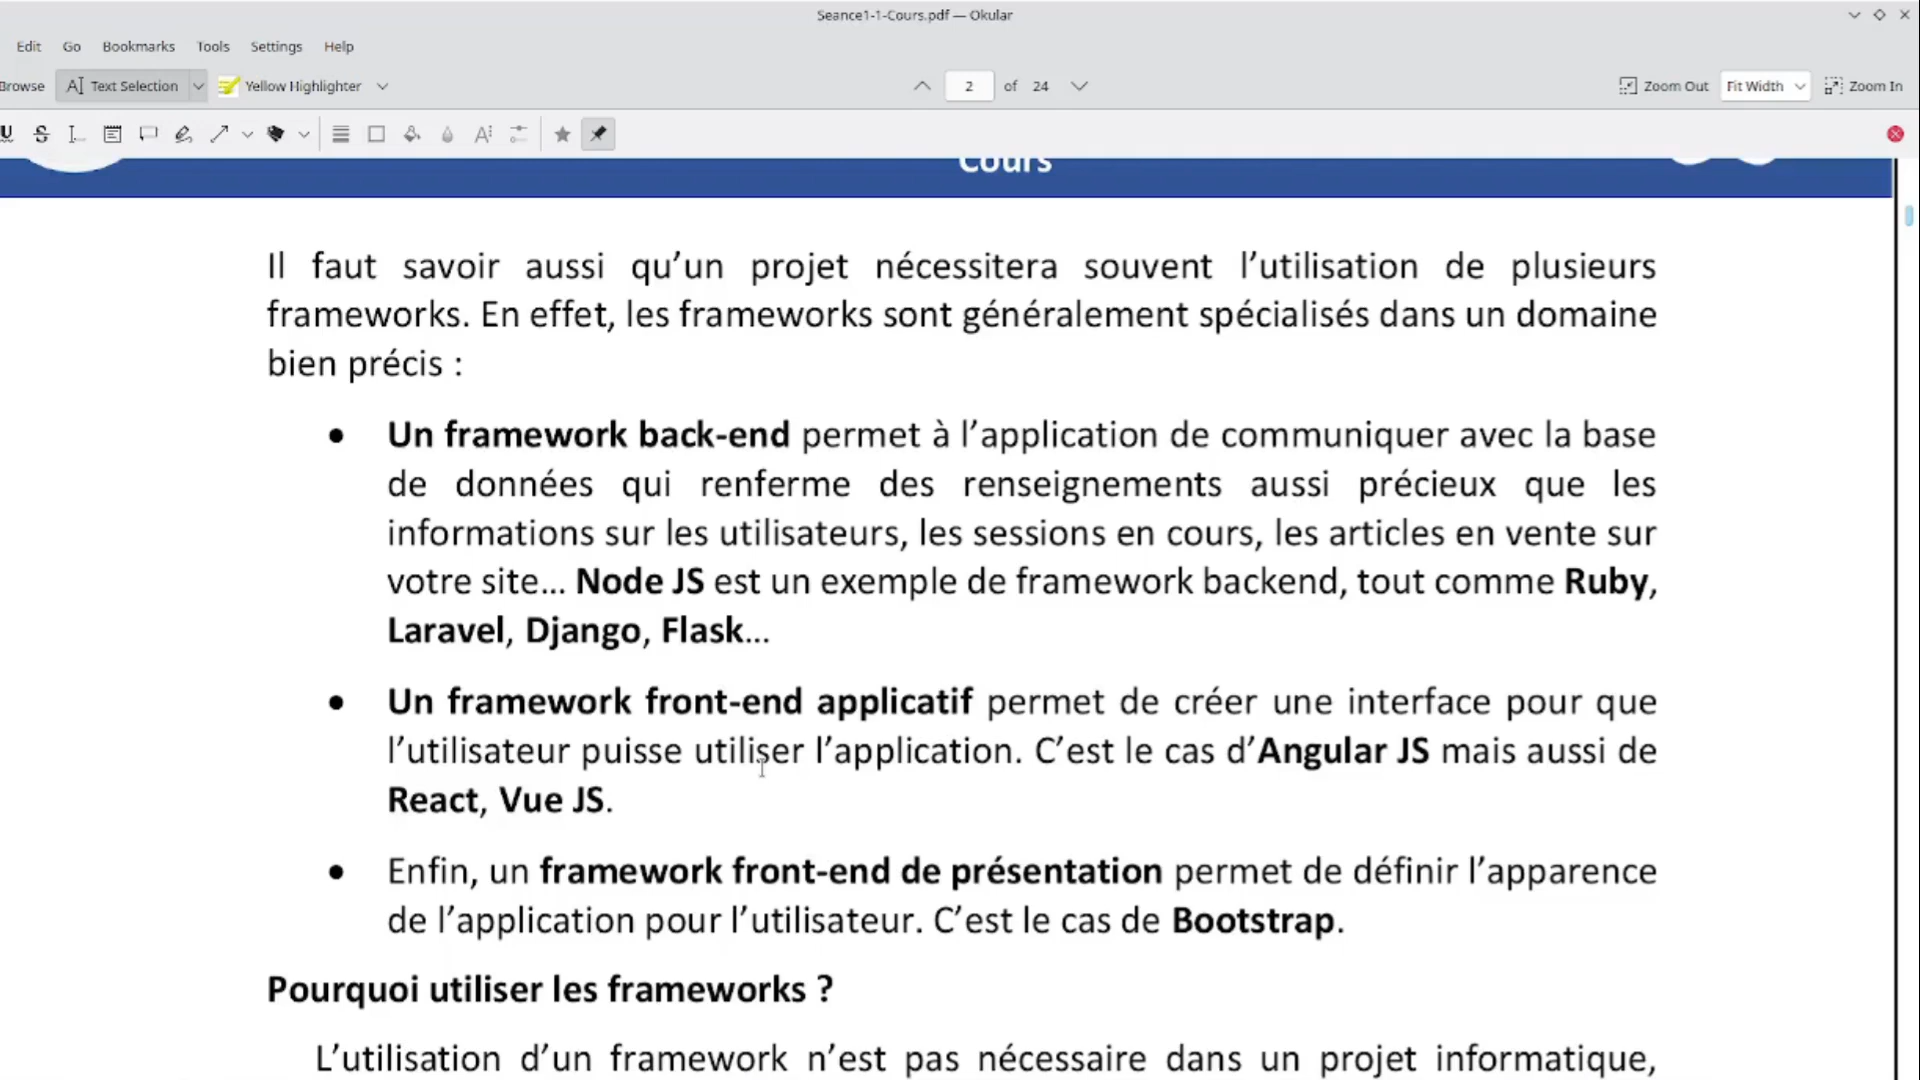 Seance1-1-Cours.pdf — Okular
Edit Go Bookmarks Tools Settings Help
Browse Text Selection Yellow Highlighter 2 of 24 Zoom Out Fit Width Zoom In
Cours
Il faut savoir aussi qu’un projet nécessitera souvent l’utilisation de plusieurs
frameworks. En effet, les frameworks sont généralement spécialisés dans un domaine
bien précis :
• Un framework back-end permet à l’application de communiquer avec la base
de données qui renferme des renseignements aussi précieux que les
informations sur les utilisateurs, les sessions en cours, les articles en vente sur
votre site… Node JS est un exemple de framework backend, tout comme Ruby,
Laravel, Django, Flask…
• Un framework front-end applicatif permet de créer une interface pour que
l’utilisateur puisse utiliser l’application. C’est le cas d’Angular JS mais aussi de
React, Vue JS.
• Enfin, un framework front-end de présentation permet de définir l’apparence
de l’application pour l’utilisateur. C’est le cas de Bootstrap.
Pourquoi utiliser les frameworks ?
L’utilisation d’un framework n’est pas nécessaire dans un projet informatique,